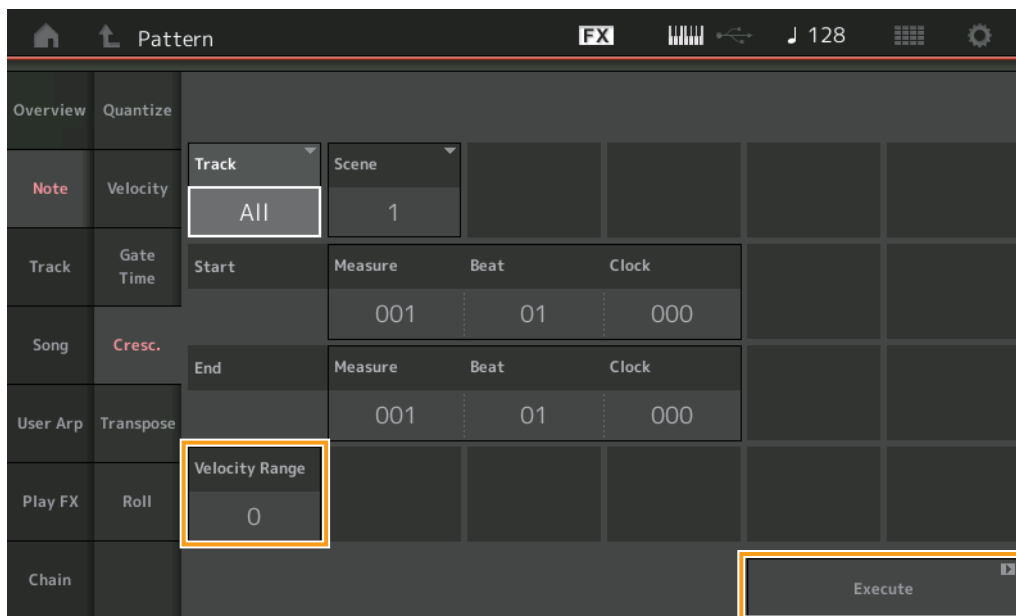 Pattern FX 128
Overview Quantize
Track Scene
Note Velocity
All 1
Track Gate Time Start Measure Beat Clock
001 01 000
Song Cresc.
End Measure Beat Clock
User Arp Transpose 001 01 000
Velocity Range
Play FX Roll 0
Chain Execute